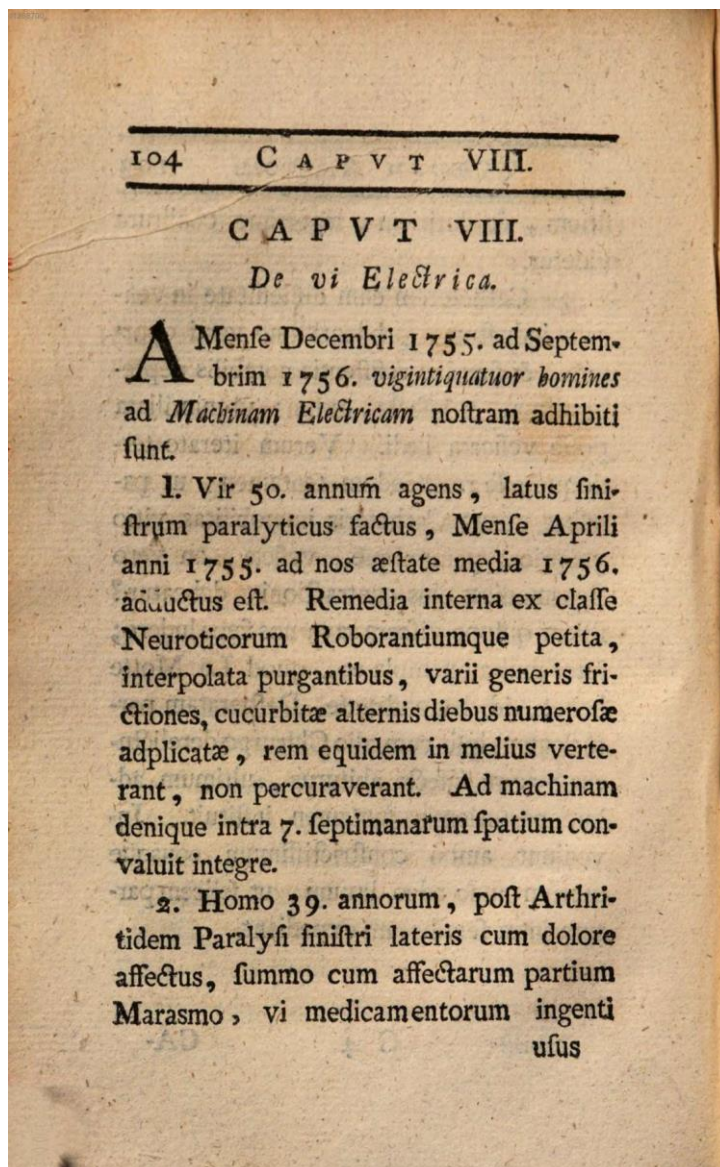 104 CAPVT VIII.
CAPVT VIII.
De vi Electrica.
A Menſe Decembri 1755. ad Septem-
brim 1756. vigintiquatuor homines
ad Machinam Electricam noſtram adhibiti
ſunt.
1. Vir 50. annum̃ agens, latus ſini-
ſtrum paralyticus factus, Menſe Aprili
anni 1755. ad nos æſtate media 1756.
adductus eſt. Remedia interna ex claſſe
Neuroticorum Roborantiumque petita,
interpolata purgantibus, varii generis fri-
ctiones, cucurbitæ alternis diebus numeroſæ
adplicatæ, rem equidem in melius verte-
rant, non percuraverant. Ad machinam
denique intra 7. ſeptimanarum ſpatium con-
valuit integre.
2. Homo 39. annorum, poſt Arthri-
tidem Paralyſi ſiniſtri lateris cum dolore
affectus, ſummo cum affectarum partium
Marasmo, vi medicamentorum ingenti
uſus